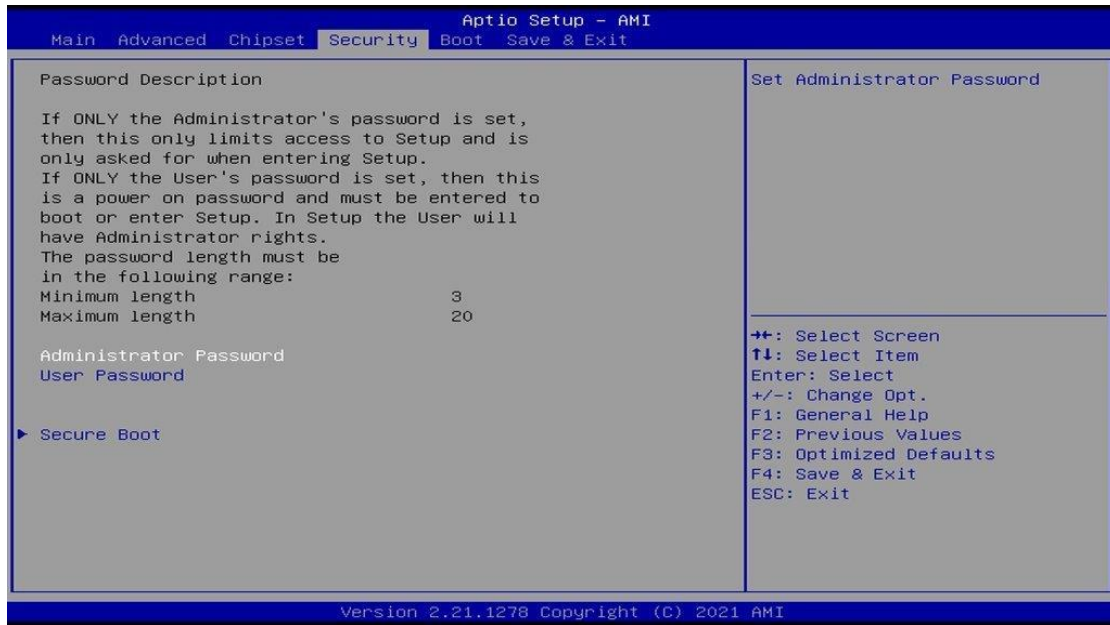 Aptio Setup – AMI
Main Advanced Chipset Security Boot Save & Exit
Password Description
If ONLY the Administrator's password is set,
then this only limits access to Setup and is
only asked for when entering Setup.
If ONLY the User's password is set, then this
is a power on password and must be entered to
boot or enter Setup. In Setup the User will
have Administrator rights.
The password length must be
in the following range:
Minimum length 3
Maximum length 20
Administrator Password
User Password
▶ Secure Boot
Set Administrator Password
→←: Select Screen
↑↓: Select Item
Enter: Select
+/-: Change Opt.
F1: General Help
F2: Previous Values
F3: Optimized Defaults
F4: Save & Exit
ESC: Exit
Version 2.21.1278 Copyright (C) 2021 AMI